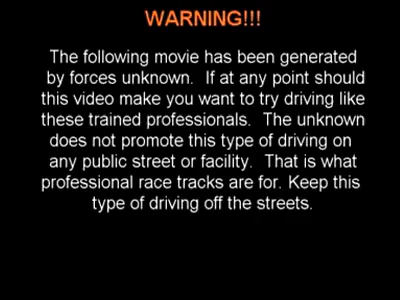 WARNING!!!
The following movie has been generated
by forces unknown. If at any point should
this video make you want to try driving like
these trained professionals. The unknown
does not promote this type of driving on
any public street or facility. That is what
professional race tracks are for. Keep this
type of driving off the streets.